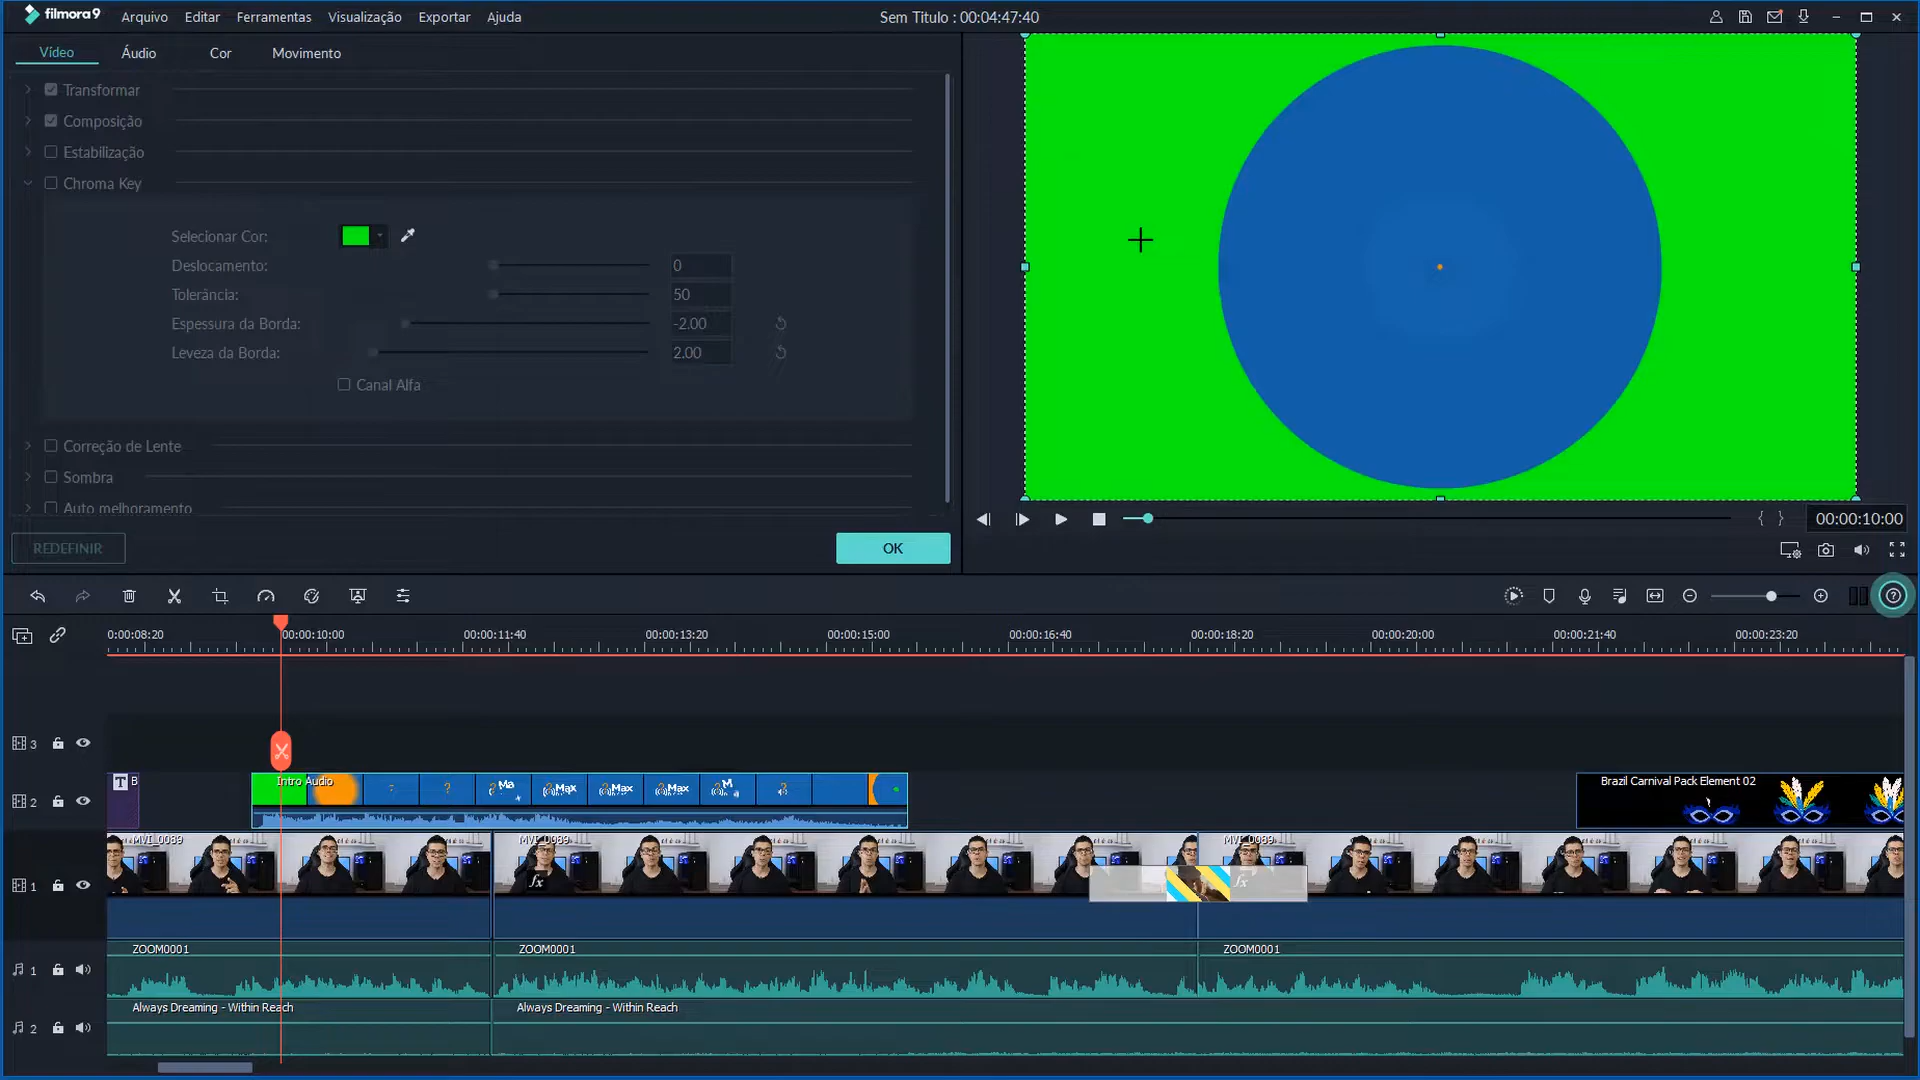 filmora9 Arquivo Editar Ferramentas Visualização Exportar Ajuda Sem Titulo : 00:04:47:40
Vídeo Áudio Cor Movimento
Transformar
Composição
Estabilização
Chroma Key
Selecionar Cor:
Deslocamento: 0
Tolerância: 50
Espessura da Borda: -2.00
Leveza da Borda: 2.00
Canal Alfa
Correção de Lente
Sombra
Auto melhoramento
REDEFINIR OK
{ } 00:00:10:00
0:00:08:20 00:00:10:00 00:00:11:40 00:00:13:20 00:00:15:00 00:00:16:40 00:00:18:20 00:00:20:00 00:00:21:40 00:00:23:20
3
2 T B Intro Audio Brazil Carnival Pack Element 02
Max Max Max
1 MVI_0089 MVI_0089 MVI_0089
fx fx
1 ZOOM0001 ZOOM0001 ZOOM0001
2 Always Dreaming - Within Reach Always Dreaming - Within Reach